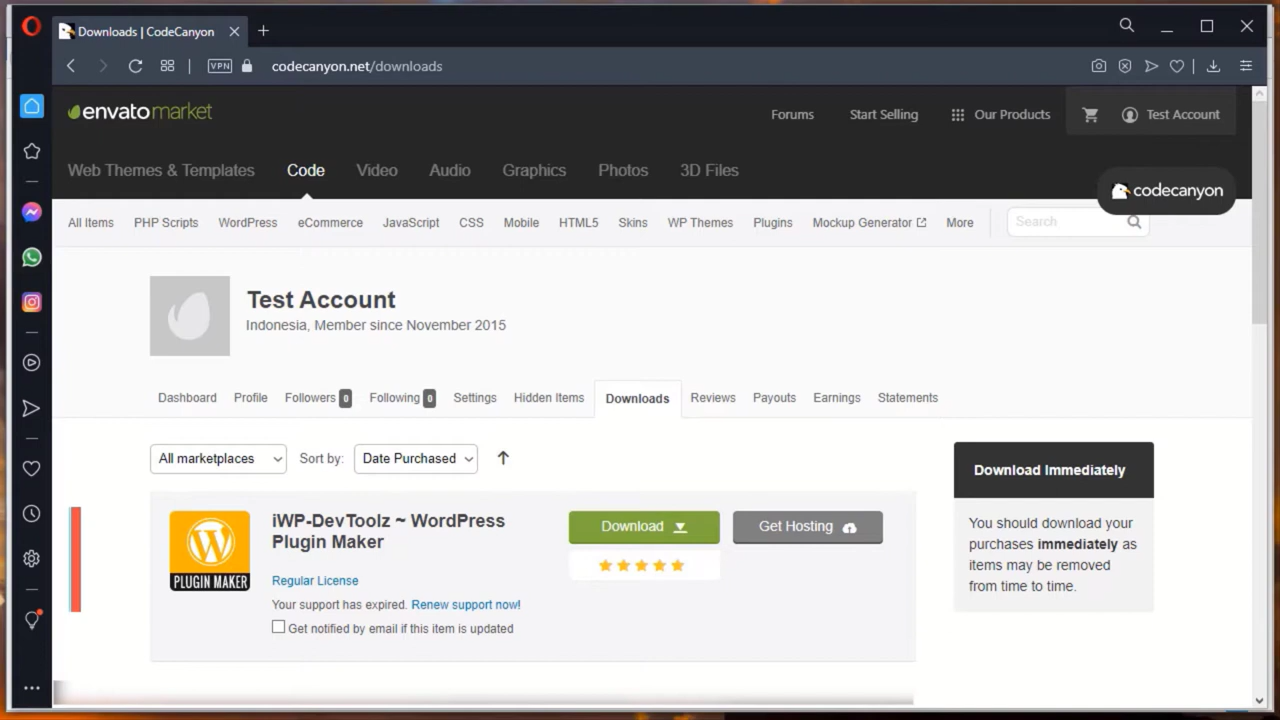 Downloads | CodeCanyon
VPN
codecanyon.net/downloads
envatomarket
Forums
Start Selling
Our Products
Test Account
Web Themes & Templates
Code
Video
Audio
Graphics
Photos
3D Files
codecanyon
All Items
PHP Scripts
WordPress
eCommerce
JavaScript
CSS
Mobile
HTML5
Skins
WP Themes
Plugins
Mockup Generator
More
Search
Test Account
Indonesia, Member since November 2015
Dashboard
Profile
Followers 0
Following 0
Settings
Hidden Items
Downloads
Reviews
Payouts
Earnings
Statements
All marketplaces
Sort by:
Date Purchased
iWP-DevToolz ~ WordPress
Plugin Maker
PLUGIN MAKER
Regular License
Your support has expired. Renew support now!
Get notified by email if this item is updated
Download
Get Hosting
Download Immediately
You should download your
purchases immediately as
items may be removed
from time to time.